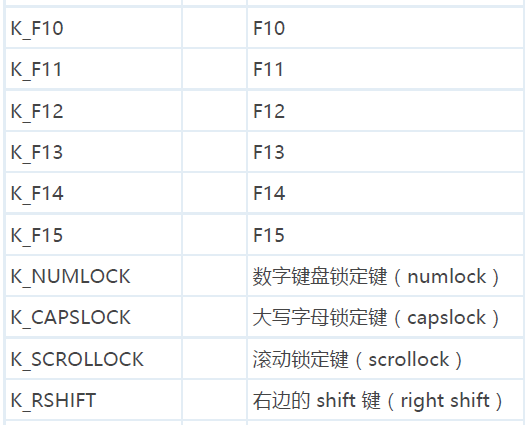 K_F10 F10
K_F11 F11
K_F12 F12
K_F13 F13
K_F14 F14
K_F15 F15
K_NUMLOCK 数字键盘锁定键（numlock）
K_CAPSLOCK 大写字母锁定键（capslock）
K_SCROLLOCK 滚动锁定键（scrollock）
K_RSHIFT 右边的 shift 键（right shift）